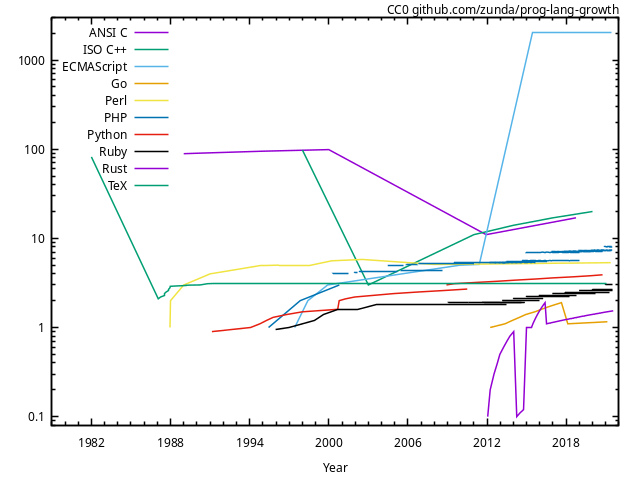 CC0 github.com/zunda/prog-lang-growth
ANSI C
ISO C++
ECMAScript
Go
Perl
PHP
Python
Ruby
Rust
TeX
1000
100
10
1
0.1
1982 1988 1994 2000 2006 2012 2018
Year